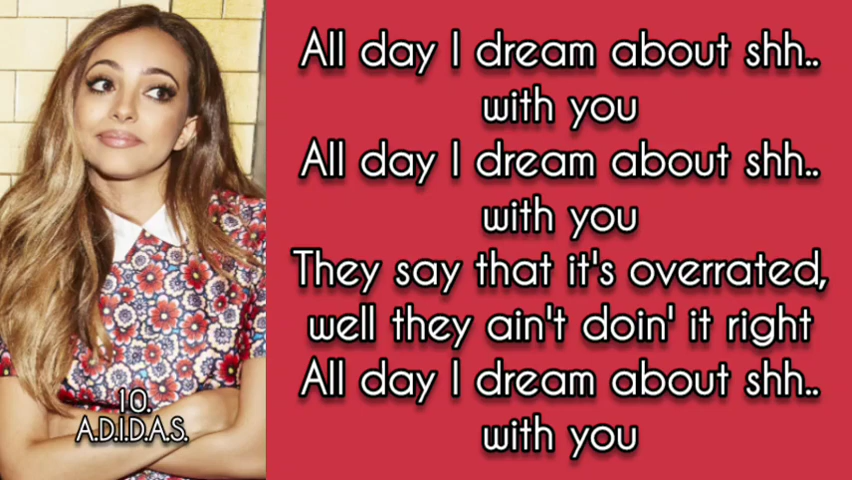 10.
A.D.I.D.A.S.
All day I dream about shh..
with you
All day I dream about shh..
with you
They say that it's overrated,
well they ain't doin' it right
All day I dream about shh..
with you